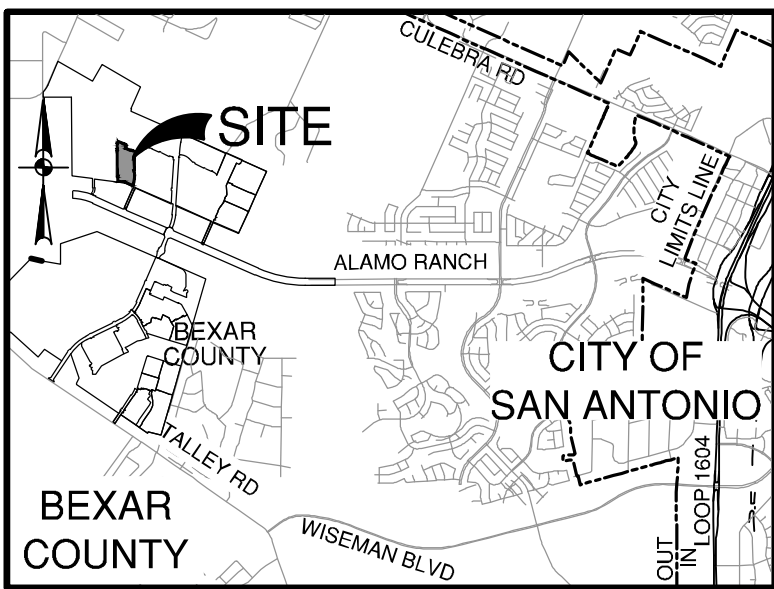 CULEBRA RD
SITE
CITY
LIMITS LINE
ALAMO RANCH
BEXAR
COUNTY
CITY OF
SAN ANTONIO
TALLEY RD
LOOP 1604
BEXAR
COUNTY
WISEMAN BLVD
OUT
IN